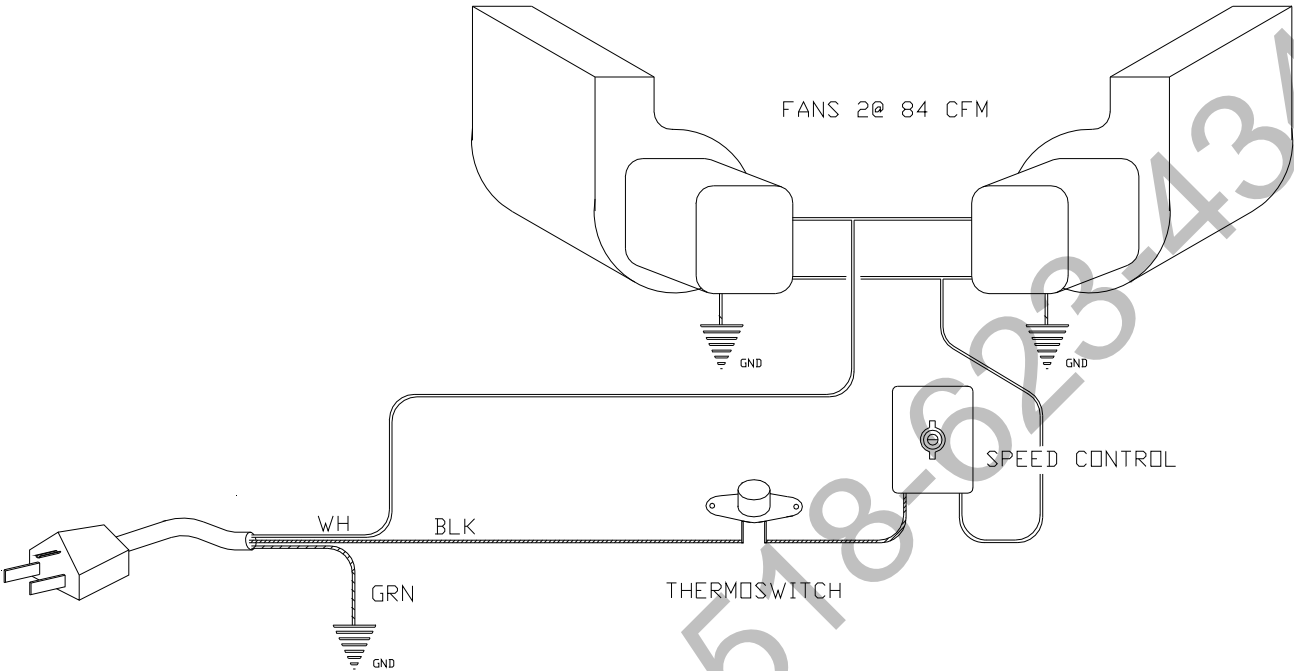 FANS 2@ 84 CFM
GND
GND
SPEED CONTROL
WH
BLK
THERMOSWITCH
GRN
GND
518-623-43